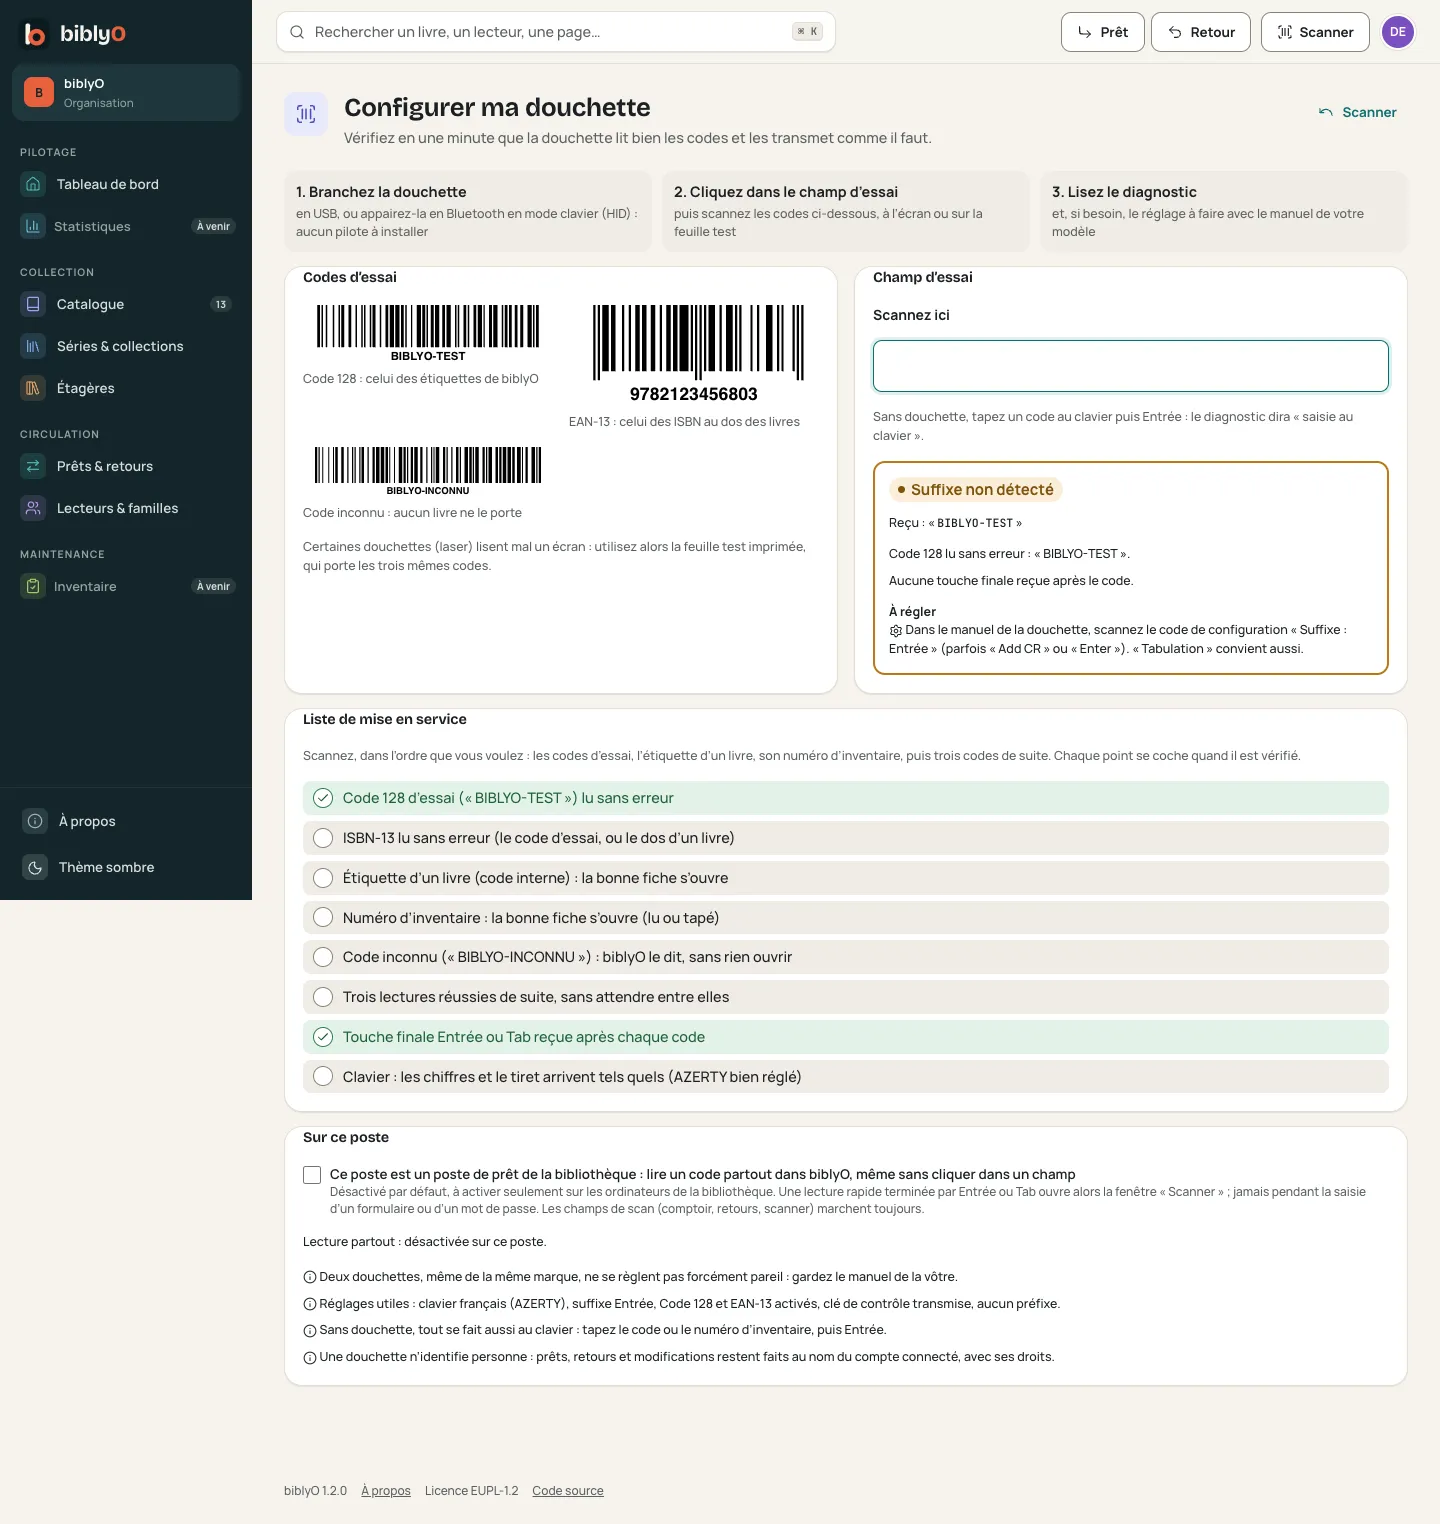 biblyO
B
biblyO
Organisation
PILOTAGE
Tableau de bord
Statistiques
À venir
COLLECTION
Catalogue
13
Séries & collections
Étagères
CIRCULATION
Prêts & retours
Lecteurs & familles
MAINTENANCE
Inventaire
À venir
À propos
Thème sombre
Rechercher un livre, un lecteur, une page…
⌘ K
Prêt
Retour
Scanner
DE
Configurer ma douchette
Vérifiez en une minute que la douchette lit bien les codes et les transmet comme il faut.
Scanner
1. Branchez la douchette
en USB, ou appairez-la en Bluetooth en mode clavier (HID) :
aucun pilote à installer
2. Cliquez dans le champ d’essai
puis scannez les codes ci-dessous, à l’écran ou sur la
feuille test
3. Lisez le diagnostic
et, si besoin, le réglage à faire avec le manuel de votre
modèle
Codes d’essai
BIBLYO-TEST
Code 128 : celui des étiquettes de biblyO
9782123456803
EAN-13 : celui des ISBN au dos des livres
BIBLYO-INCONNU
Code inconnu : aucun livre ne le porte
Certaines douchettes (laser) lisent mal un écran : utilisez alors la feuille test imprimée,
qui porte les trois mêmes codes.
Champ d’essai
Scannez ici
Sans douchette, tapez un code au clavier puis Entrée : le diagnostic dira « saisie au
clavier ».
Suffixe non détecté
Reçu : « BIBLYO-TEST »
Code 128 lu sans erreur : « BIBLYO-TEST ».
Aucune touche finale reçue après le code.
À régler
Dans le manuel de la douchette, scannez le code de configuration « Suffixe :
Entrée » (parfois « Add CR » ou « Enter »). « Tabulation » convient aussi.
Liste de mise en service
Scannez, dans l’ordre que vous voulez : les codes d’essai, l’étiquette d’un livre, son numéro d’inventaire, puis trois codes de suite. Chaque point se coche quand il est vérifié.
Code 128 d’essai (« BIBLYO-TEST ») lu sans erreur
ISBN-13 lu sans erreur (le code d’essai, ou le dos d’un livre)
Étiquette d’un livre (code interne) : la bonne fiche s’ouvre
Numéro d’inventaire : la bonne fiche s’ouvre (lu ou tapé)
Code inconnu (« BIBLYO-INCONNU ») : biblyO le dit, sans rien ouvrir
Trois lectures réussies de suite, sans attendre entre elles
Touche finale Entrée ou Tab reçue après chaque code
Clavier : les chiffres et le tiret arrivent tels quels (AZERTY bien réglé)
Sur ce poste
Ce poste est un poste de prêt de la bibliothèque : lire un code partout dans biblyO, même sans cliquer dans un champ
Désactivé par défaut, à activer seulement sur les ordinateurs de la bibliothèque. Une lecture rapide terminée par Entrée ou Tab ouvre alors la fenêtre « Scanner » ; jamais pendant la saisie
d’un formulaire ou d’un mot de passe. Les champs de scan (comptoir, retours, scanner) marchent toujours.
Lecture partout : désactivée sur ce poste.
Deux douchettes, même de la même marque, ne se règlent pas forcément pareil : gardez le manuel de la vôtre.
Réglages utiles : clavier français (AZERTY), suffixe Entrée, Code 128 et EAN-13 activés, clé de contrôle transmise, aucun préfixe.
Sans douchette, tout se fait aussi au clavier : tapez le code ou le numéro d’inventaire, puis Entrée.
Une douchette n’identifie personne : prêts, retours et modifications restent faits au nom du compte connecté, avec ses droits.
biblyO 1.2.0 À propos Licence EUPL-1.2 Code source